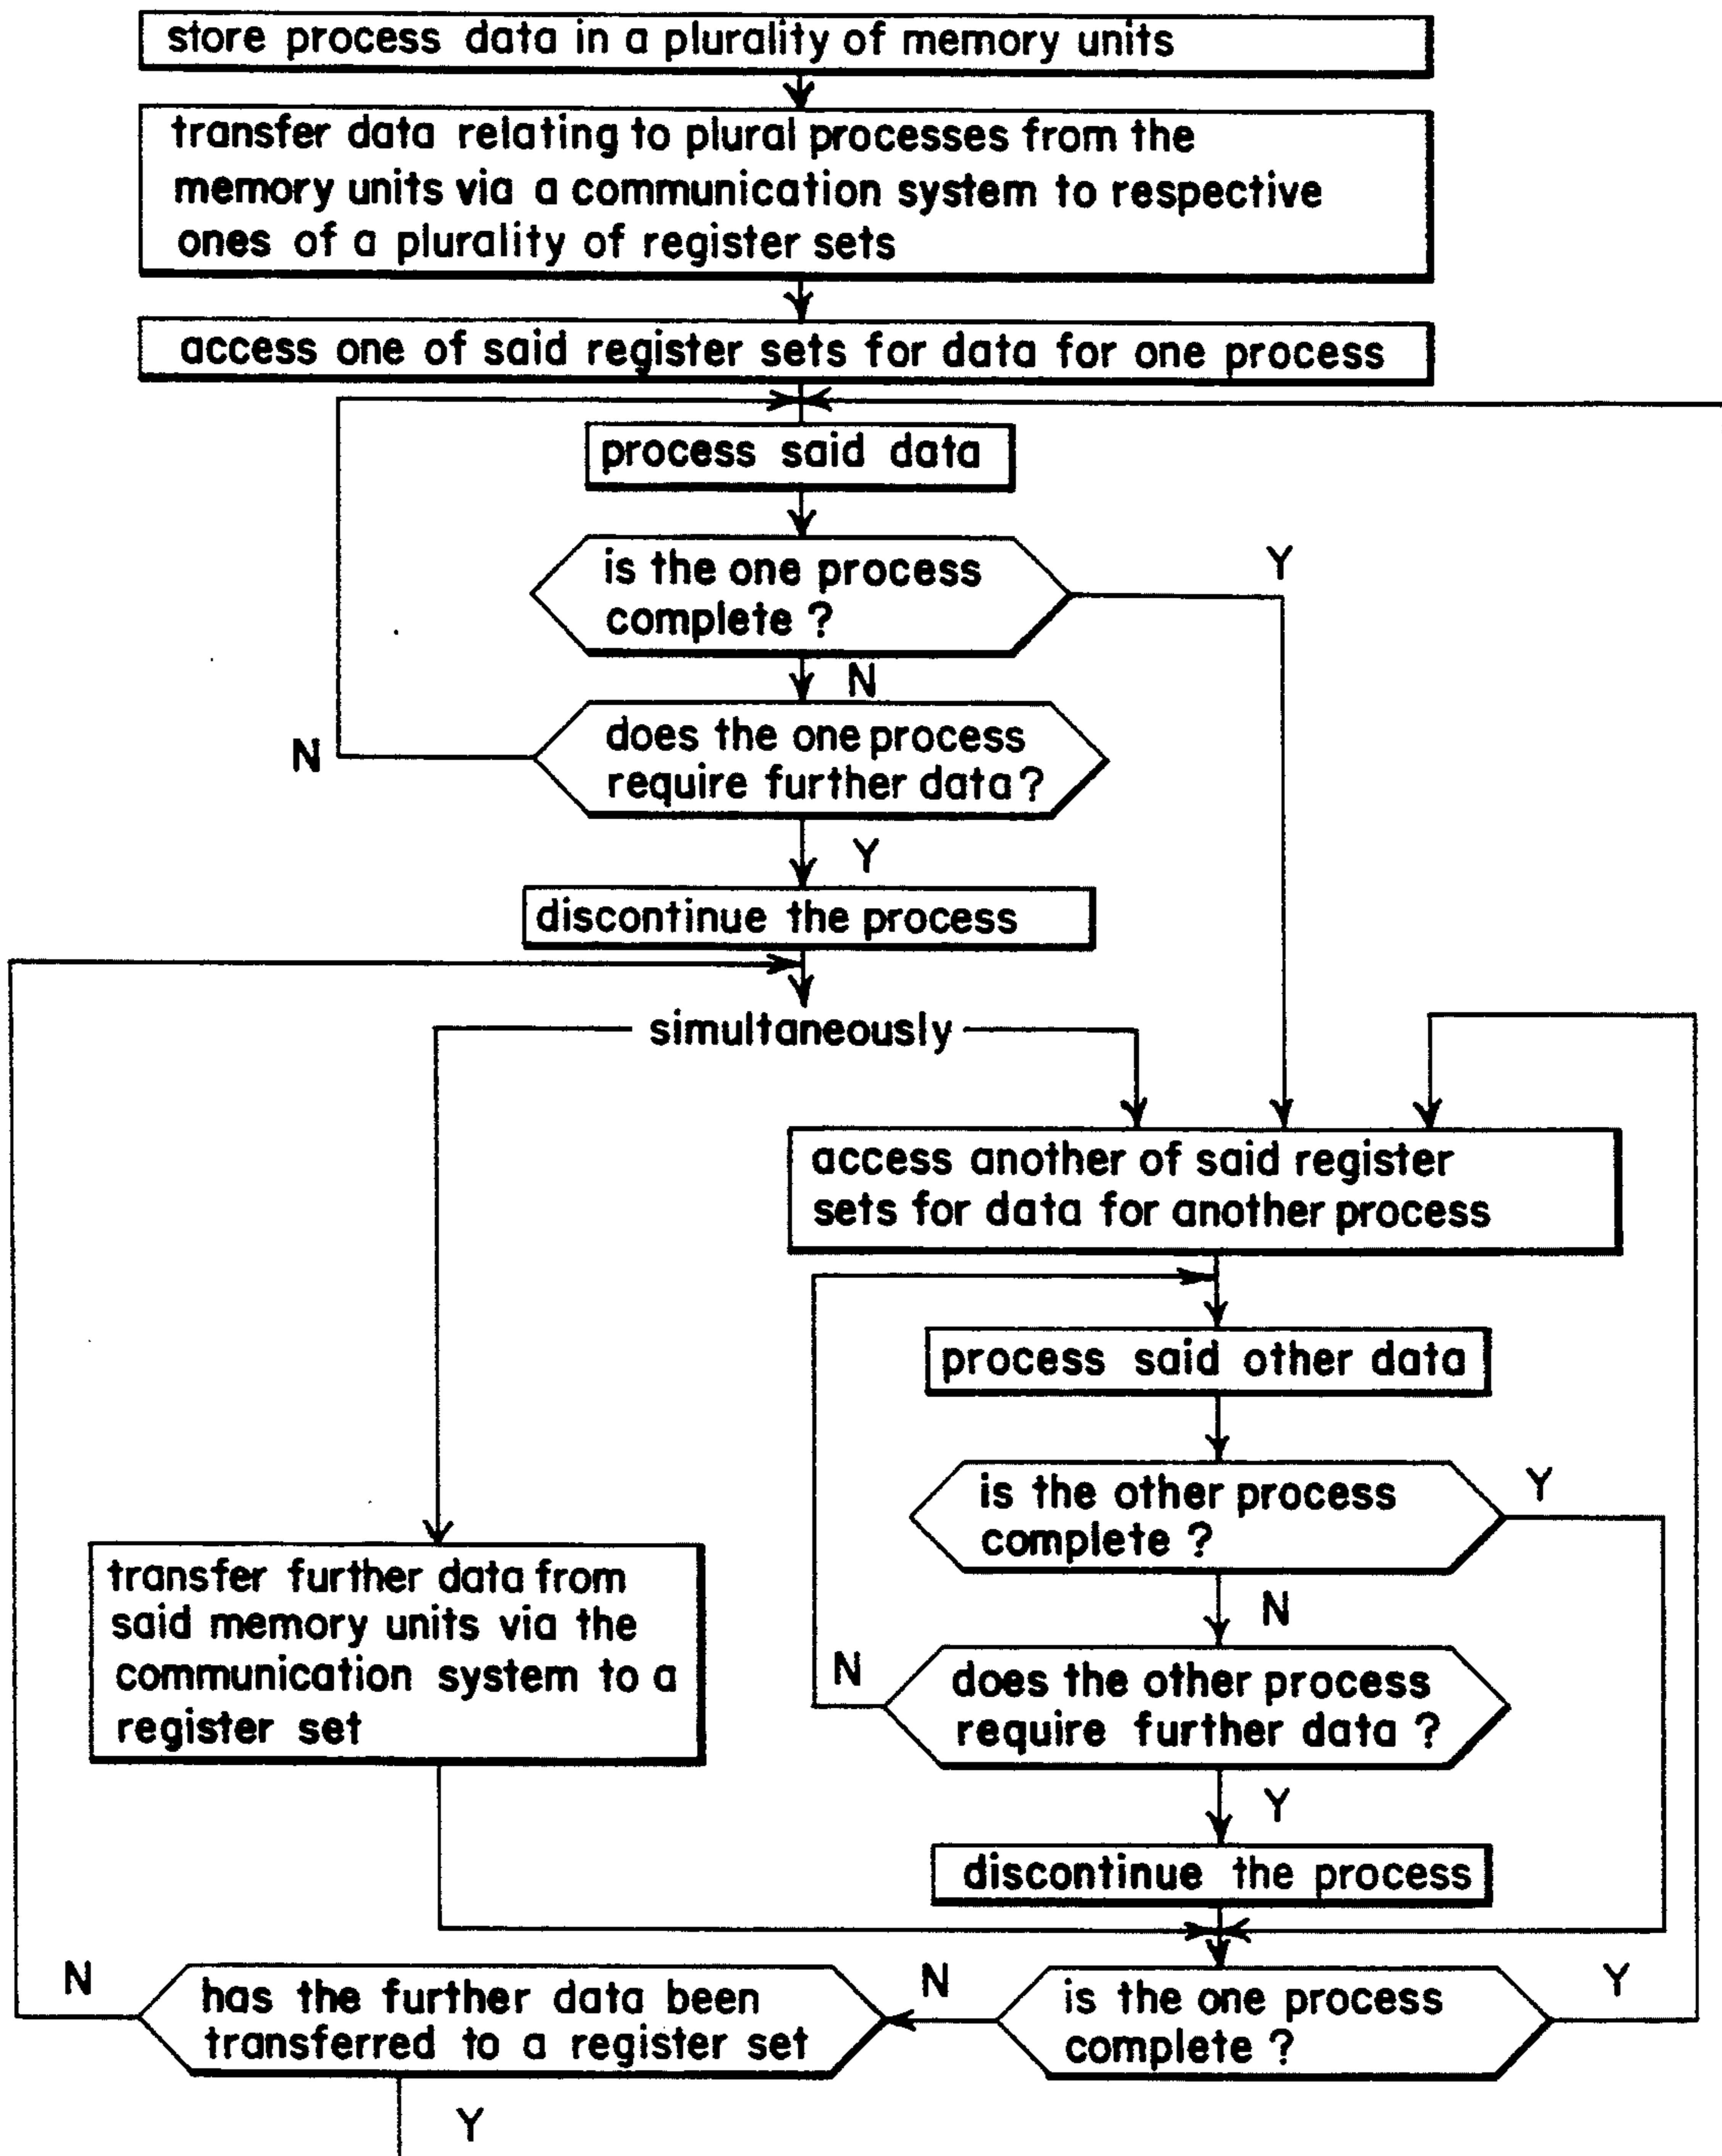 store process data in a plurality of memory units
transfer data relating to plural processes from the
memory units via a communication system to respective
ones of a plurality of register sets
access one of said register sets for data for one process
process said data
is the one process
complete ?
Y
N
does the one process
require further data?
N
Y
discontinue the process
simultaneously
access another of said register
sets for data for another process
process said other data
is the other process
complete ?
Y
N
transfer further data from
said memory units via the
communication system to a
register set
does the other process
require further data ?
N
Y
discontinue the process
is the one process
complete ?
Y
N
has the further data been
transferred to a register set
N
Y